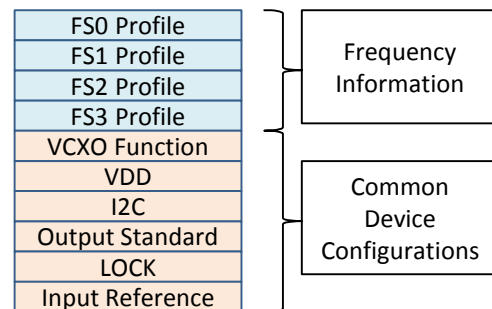 FS0 Profile
FS1 Profile
FS2 Profile
FS3 Profile
VCXO Function
VDD
I2C
Output Standard
LOCK
Input Reference
Frequency
Information
Common
Device
Configurations